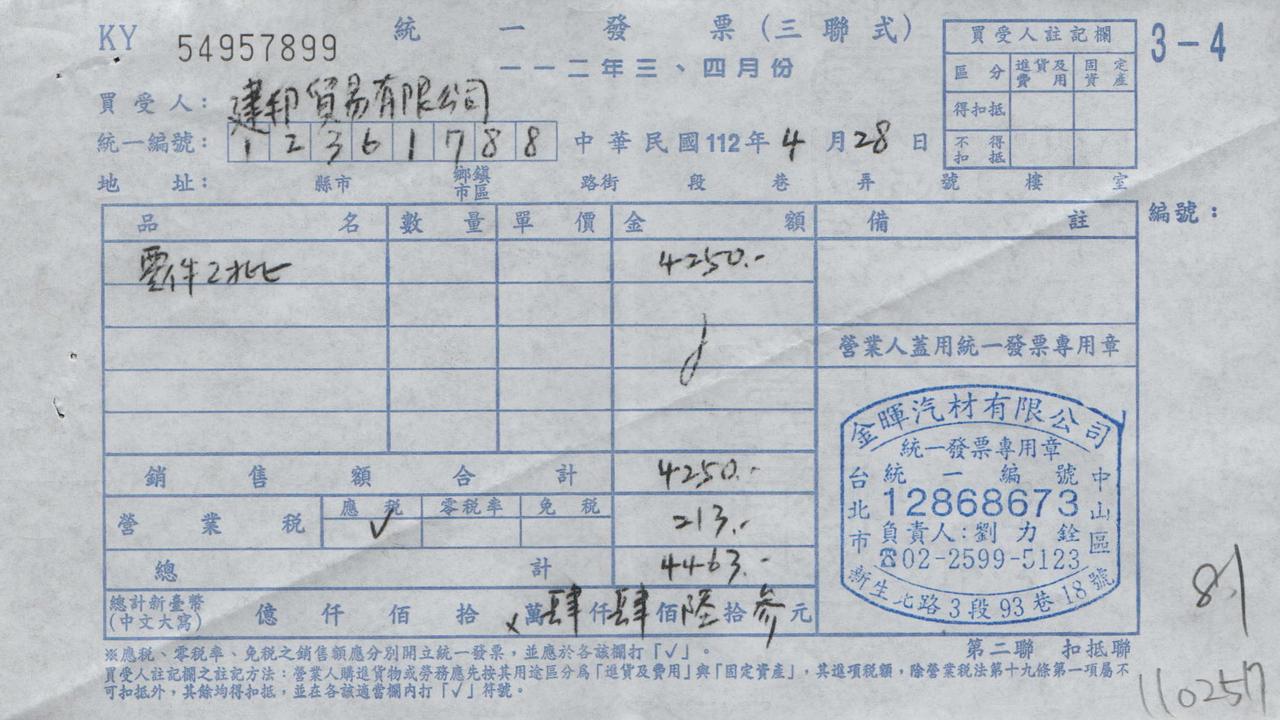 KY 54957899 統一發票(三聯式) 3-4
一一二年三、四月份
買受人: 建邦貿易有限公司
統一編號: 1 2 3 6 1 7 8 8 中華民國112年4月28日
地址: 縣市 鄉鎮市區 路街 段 巷 弄 號 樓 室
買受人註記欄
區分 進貨及費用 固定資產
得扣抵
不得扣抵
編號:
品名 數量 單價 金額 備註
零件乙批 4250.-
營業人蓋用統一發票專用章
銷售額合計 4250.-
營業稅 應稅 ✓ 零稅率 免稅 213.-
總計 4463.-
總計新臺幣(中文大寫) 億 仟 佰 拾 x萬肆仟肆佰陸拾參元
金暉汽材有限公司
統一發票專用章
統一編號
12868673
負責人:劉力銓
☎02-2599-5123
台北市 中山區
新生北路3段93巷18號
第二聯 扣抵聯
※應稅、零稅率、免稅之銷售額應分別開立統一發票,並應於各該欄打「✓」。
買受人註記欄之註記方法:營業人購進貨物或勞務應先按其用途區分為「進貨及費用」與「固定資產」,其進項稅額,除營業稅法第十九條第一項屬不
可扣抵外,其餘均得扣抵,並在各該適當欄內打「✓」符號。
110257